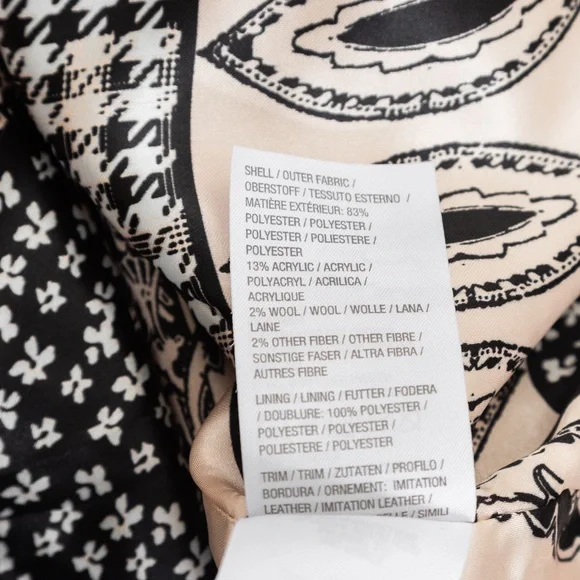 SHELL / OUTER FABRIC /
OBERSTOFF / TESSUTO ESTERNO /
MATIÈRE EXTÉRIEUR: 83%
POLYESTER / POLYESTER /
POLYESTER / POLIESTERE /
POLYESTER
13% ACRYLIC / ACRYLIC /
POLYACRYL / ACRILICA /
ACRYLIQUE
2% WOOL / WOOL / WOLLE / LANA /
LAINE
2% OTHER FIBER / OTHER FIBRE /
SONSTIGE FASER / ALTRA FIBRA /
AUTRES FIBRE
LINING / LINING / FUTTER / FODERA
/ DOUBLURE: 100% POLYESTER /
POLYESTER / POLYESTER /
POLIESTERE / POLYESTER
TRIM / TRIM / ZUTATEN / PROFILO /
BORDURA / ORNEMENT: IMITATION
LEATHER / IMITATION LEATHER /
/ SIMILI